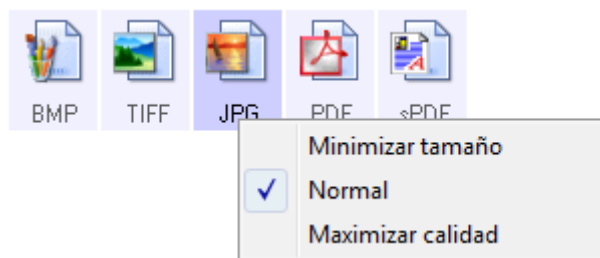 BMP TIFF JPG PDF sPDF
Minimizar tamaño
Normal
Maximizar calidad